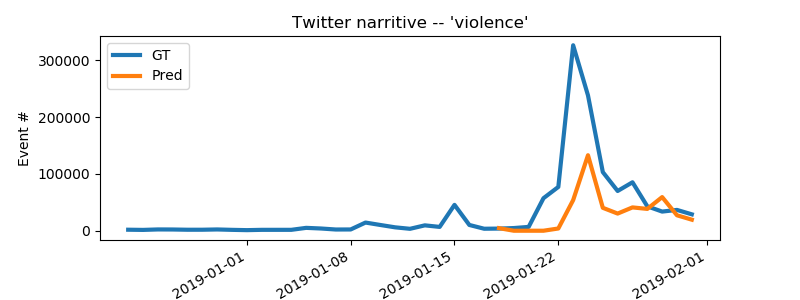 Twitter narritive -- 'violence'
GT
Pred
Event #
300000
200000
100000
0
2019-01-01
2019-01-08
2019-01-15
2019-01-22
2019-02-01